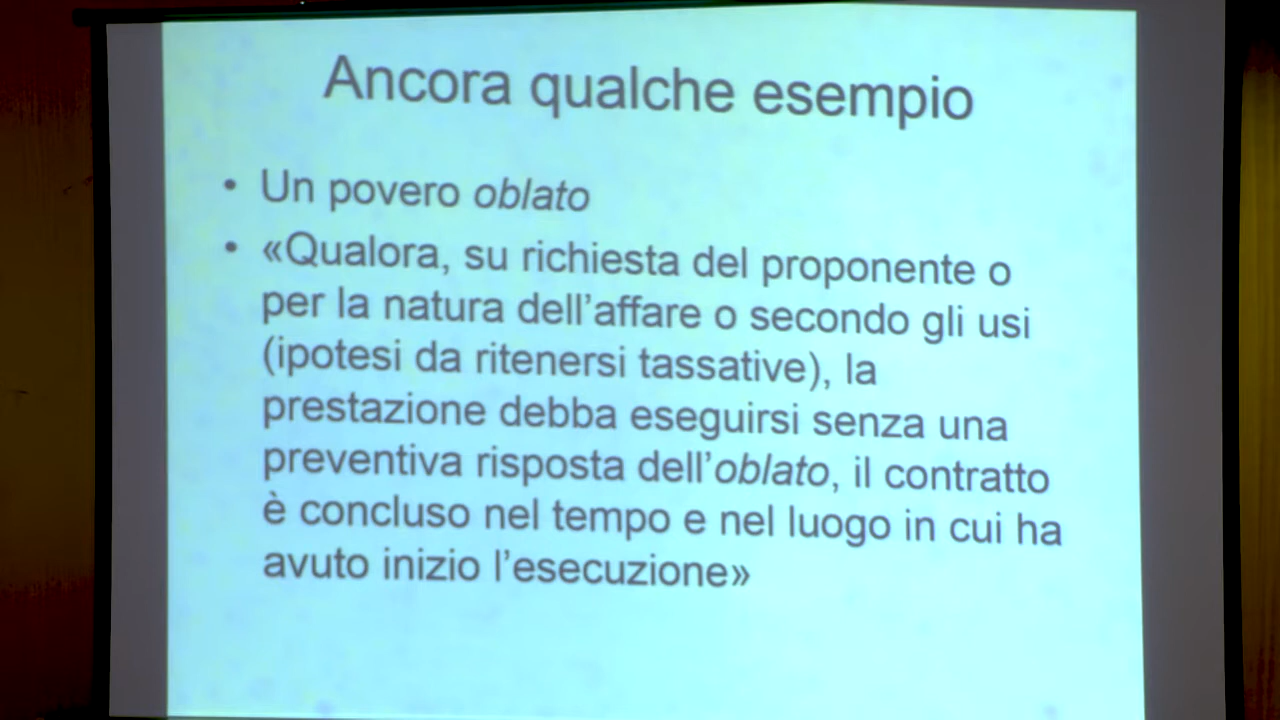 Ancora qualche esempio
• Un povero oblato
• «Qualora, su richiesta del proponente o
per la natura dell’affare o secondo gli usi
(ipotesi da ritenersi tassative), la
prestazione debba eseguirsi senza una
preventiva risposta dell’oblato, il contratto
è concluso nel tempo e nel luogo in cui ha
avuto inizio l’esecuzione»